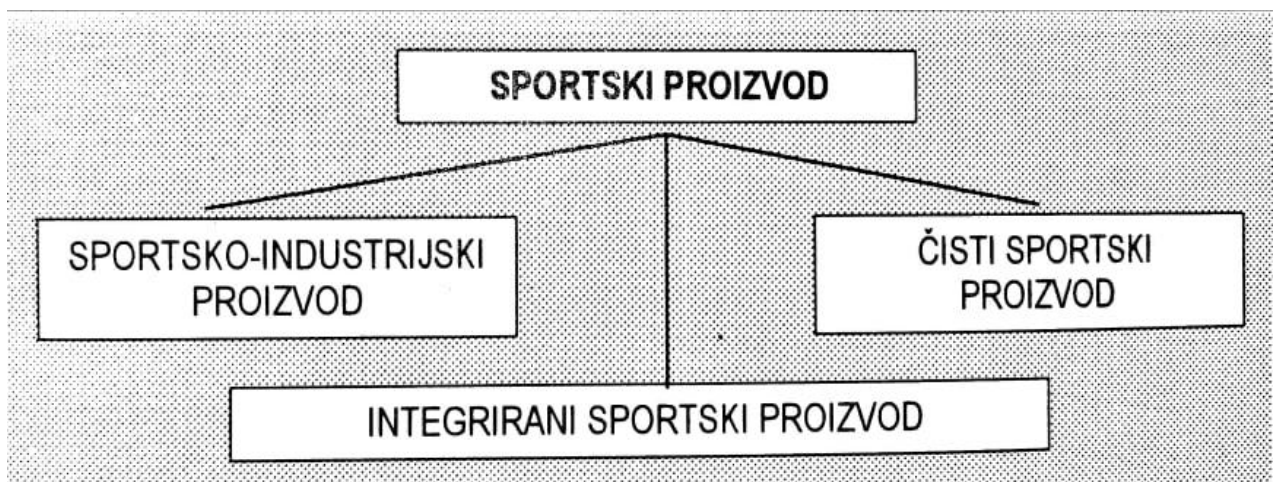 SPORTSKI PROIZVOD
SPORTSKO-INDUSTRIJSKI
PROIZVOD
ČISTI SPORTSKI
PROIZVOD
INTEGRIRANI SPORTSKI PROIZVOD